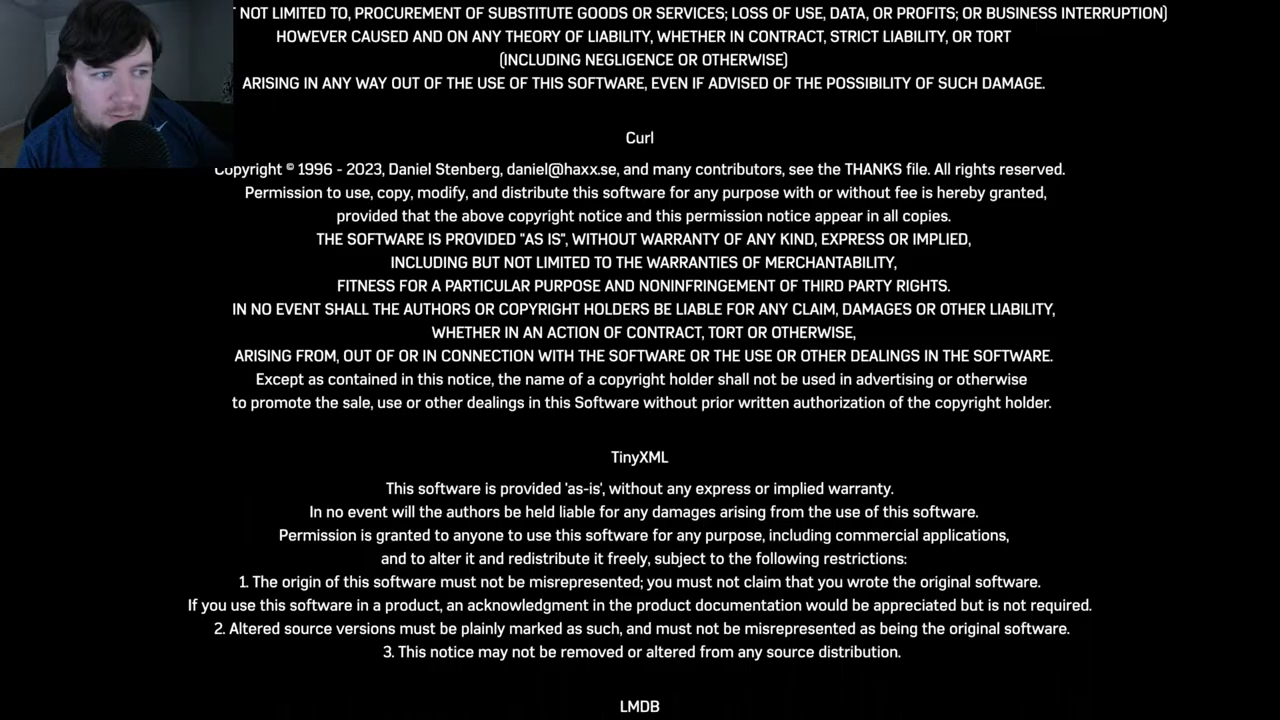 NOT LIMITED TO, PROCUREMENT OF SUBSTITUTE GOODS OR SERVICES; LOSS OF USE, DATA, OR PROFITS; OR BUSINESS INTERRUPTION)
HOWEVER CAUSED AND ON ANY THEORY OF LIABILITY, WHETHER IN CONTRACT, STRICT LIABILITY, OR TORT
(INCLUDING NEGLIGENCE OR OTHERWISE)
ARISING IN ANY WAY OUT OF THE USE OF THIS SOFTWARE, EVEN IF ADVISED OF THE POSSIBILITY OF SUCH DAMAGE.
Curl
Copyright © 1996 - 2023, Daniel Stenberg, daniel@haxx.se, and many contributors, see the THANKS file. All rights reserved.
Permission to use, copy, modify, and distribute this software for any purpose with or without fee is hereby granted,
provided that the above copyright notice and this permission notice appear in all copies.
THE SOFTWARE IS PROVIDED "AS IS", WITHOUT WARRANTY OF ANY KIND, EXPRESS OR IMPLIED,
INCLUDING BUT NOT LIMITED TO THE WARRANTIES OF MERCHANTABILITY,
FITNESS FOR A PARTICULAR PURPOSE AND NONINFRINGEMENT OF THIRD PARTY RIGHTS.
IN NO EVENT SHALL THE AUTHORS OR COPYRIGHT HOLDERS BE LIABLE FOR ANY CLAIM, DAMAGES OR OTHER LIABILITY,
WHETHER IN AN ACTION OF CONTRACT, TORT OR OTHERWISE,
ARISING FROM, OUT OF OR IN CONNECTION WITH THE SOFTWARE OR THE USE OR OTHER DEALINGS IN THE SOFTWARE.
Except as contained in this notice, the name of a copyright holder shall not be used in advertising or otherwise
to promote the sale, use or other dealings in this Software without prior written authorization of the copyright holder.
TinyXML
This software is provided 'as-is', without any express or implied warranty.
In no event will the authors be held liable for any damages arising from the use of this software.
Permission is granted to anyone to use this software for any purpose, including commercial applications,
and to alter it and redistribute it freely, subject to the following restrictions:
1. The origin of this software must not be misrepresented; you must not claim that you wrote the original software.
If you use this software in a product, an acknowledgment in the product documentation would be appreciated but is not required.
2. Altered source versions must be plainly marked as such, and must not be misrepresented as being the original software.
3. This notice may not be removed or altered from any source distribution.
LMDB